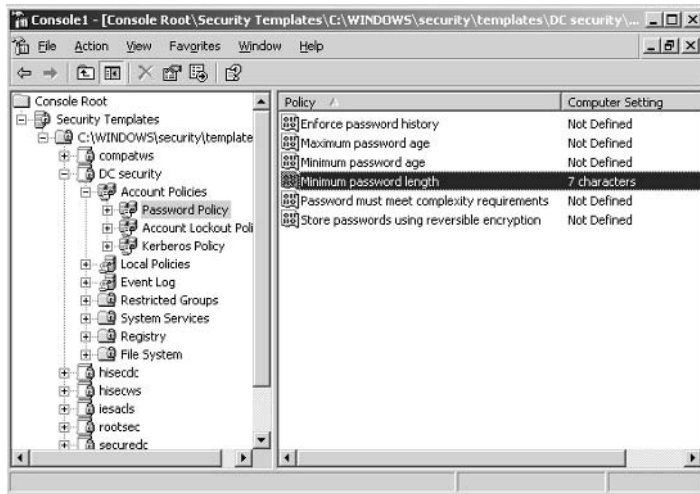 Console1 - [Console Root\Security Templates\C:\WINDOWS\security\templates\DC security\...
File Action View Favorites Window Help
Console Root
Security Templates
C:\WINDOWS\security\template
compatws
DC security
Account Policies
Password Policy
Account Lockout Poli
Kerberos Policy
Local Policies
Event Log
Restricted Groups
System Services
Registry
File System
hisecdc
hisecws
iesacls
rootsec
securedc
Policy Computer Setting
Enforce password history Not Defined
Maximum password age Not Defined
Minimum password age Not Defined
Minimum password length 7 characters
Password must meet complexity requirements Not Defined
Store passwords using reversible encryption Not Defined